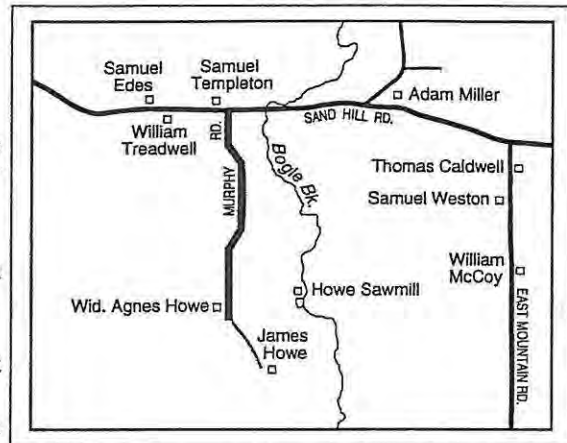 Samuel
Edes
Samuel
Templeton
Adam Miller
William
Treadwell
RD.
SAND HILL RD.
MURPHY
Bogle Bk.
Thomas Caldwell
Samuel Weston
William
McCoy
Howe Sawmill
Wid. Agnes Howe
James
Howe
EAST MOUNTAIN RD.